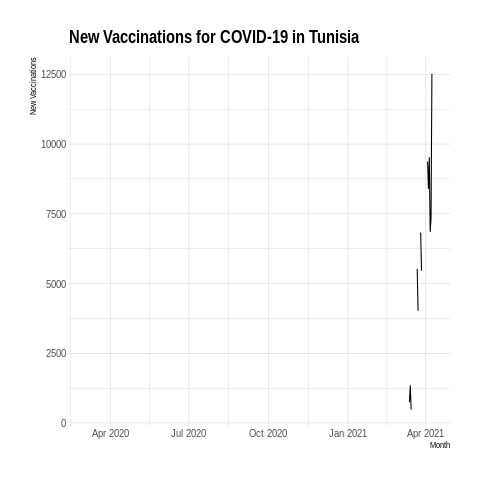 New Vaccinations for COVID-19 in Tunisia
New Vaccinations
12500
10000
7500
5000
2500
0
Apr 2020 Jul 2020 Oct 2020 Jan 2021 Apr 2021
Month